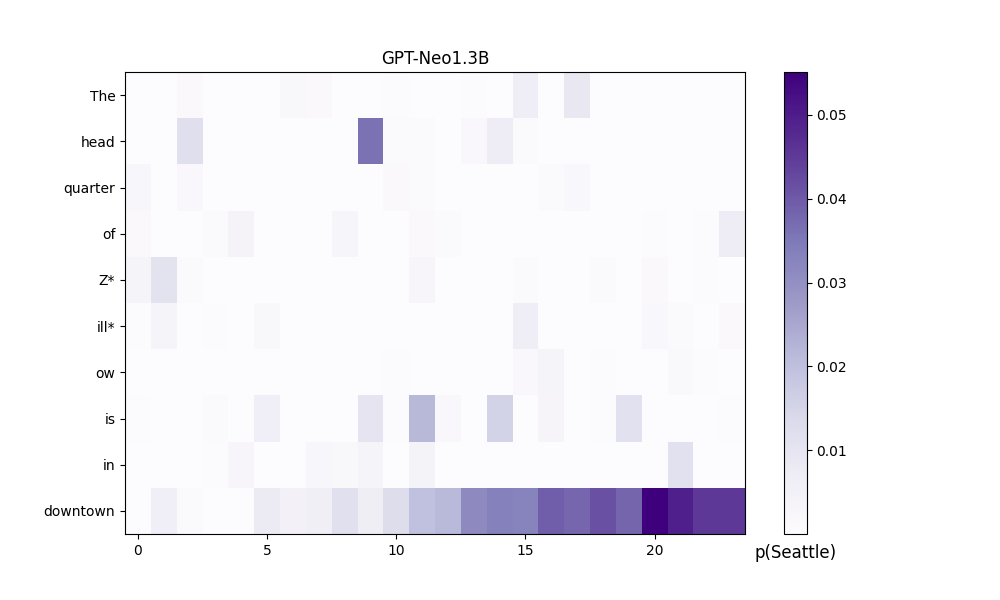 GPT-Neo1.3B
The
head
quarter
of
Z*
ill*
ow
is
in
downtown
0 5 10 15 20
0.05
0.04
0.03
0.02
0.01
p(Seattle)